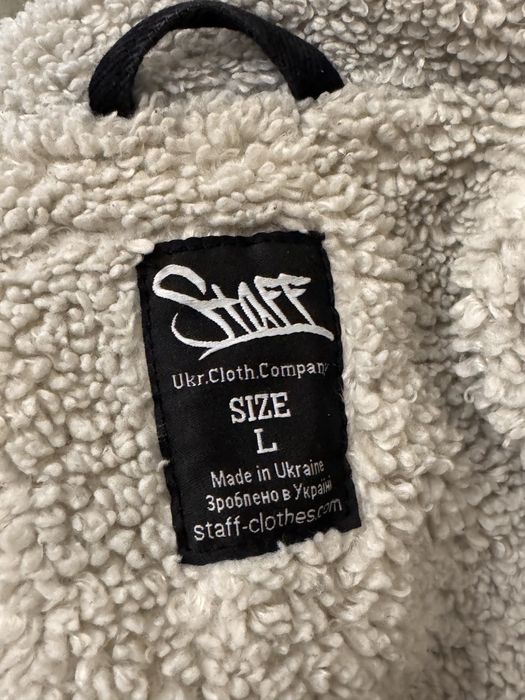 STAFF
Ukr.Cloth.Company
SIZE
L
Made in Ukraine
Зроблено в Україні
staff-clothes.com